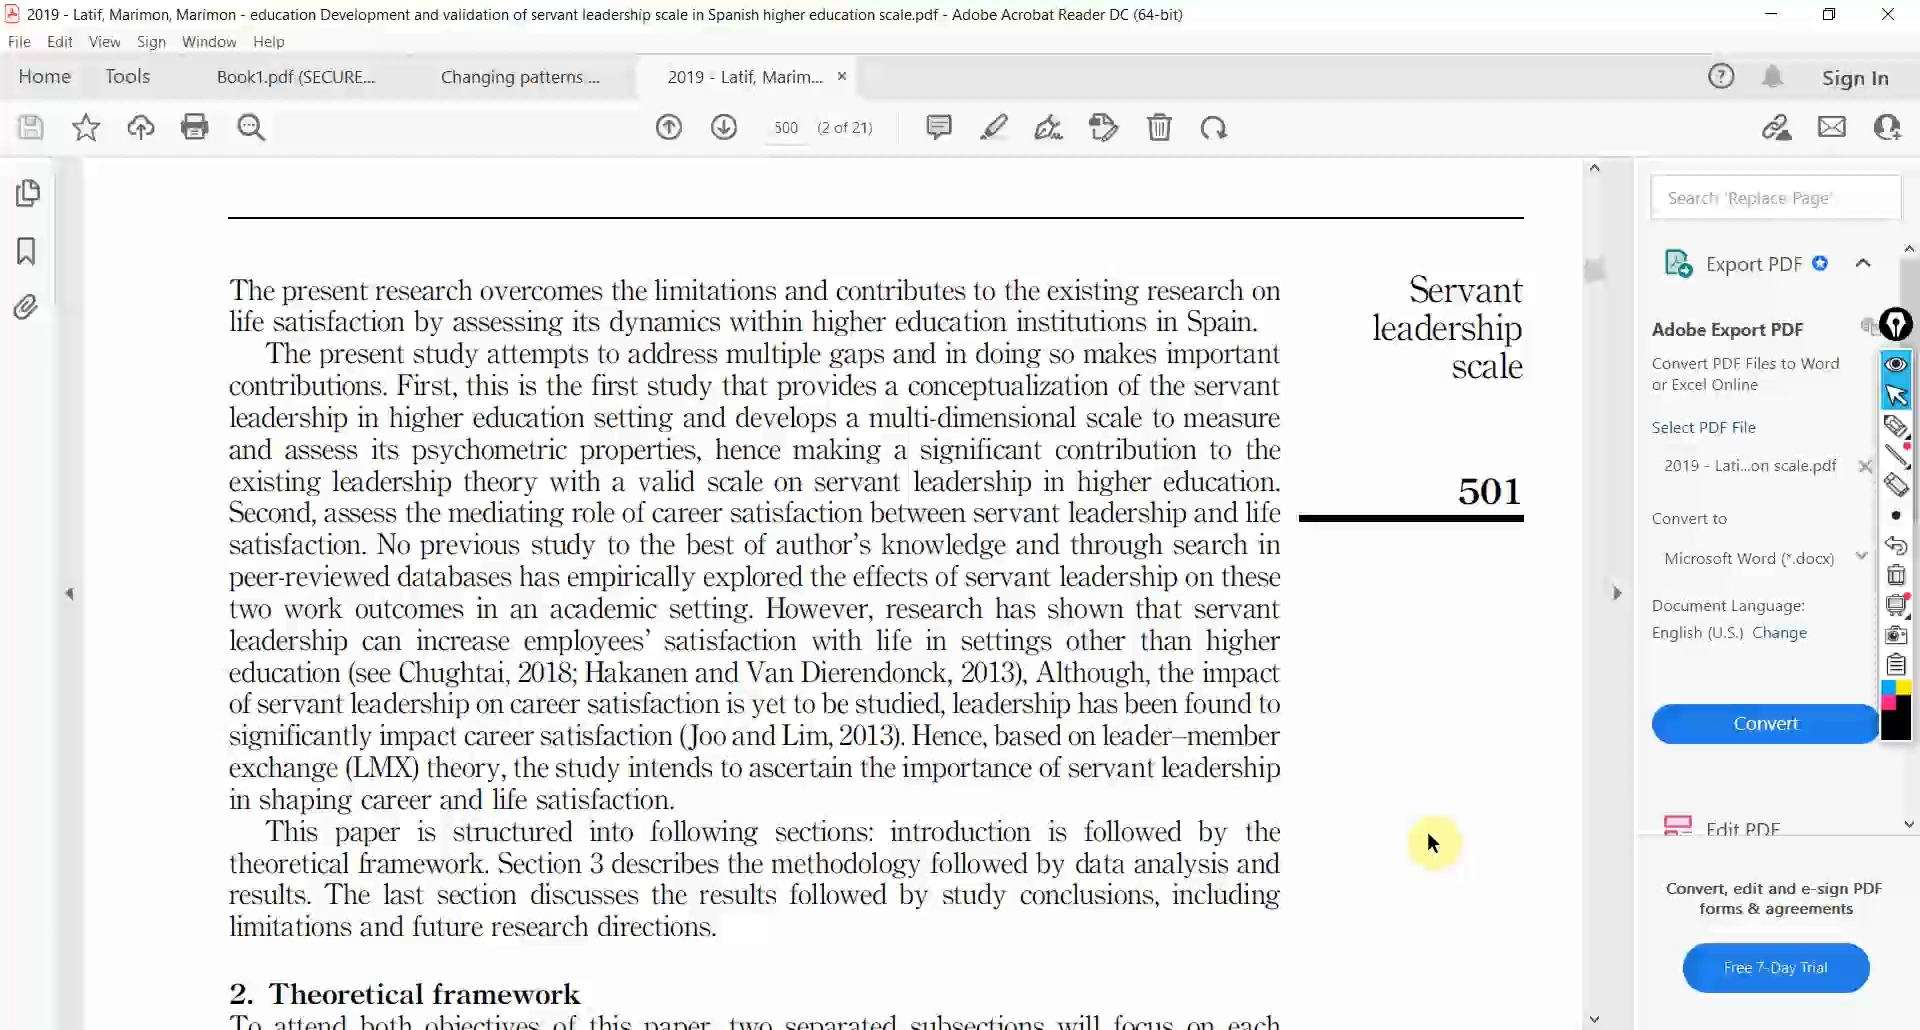 2019 - Latif, Marimon, Marimon - education Development and validation of servant leadership scale in Spanish higher education scale.pdf - Adobe Acrobat Reader DC (64-bit)
File Edit View Sign Window Help
Home Tools Book1.pdf (SECURE... Changing patterns ... 2019 - Latif, Marim... × Sign In
500 (2 of 21)
The present research overcomes the limitations and contributes to the existing research on
life satisfaction by assessing its dynamics within higher education institutions in Spain.
The present study attempts to address multiple gaps and in doing so makes important
contributions. First, this is the first study that provides a conceptualization of the servant
leadership in higher education setting and develops a multi-dimensional scale to measure
and assess its psychometric properties, hence making a significant contribution to the
existing leadership theory with a valid scale on servant leadership in higher education.
Second, assess the mediating role of career satisfaction between servant leadership and life
satisfaction. No previous study to the best of author's knowledge and through search in
peer-reviewed databases has empirically explored the effects of servant leadership on these
two work outcomes in an academic setting. However, research has shown that servant
leadership can increase employees' satisfaction with life in settings other than higher
education (see Chughtai, 2018; Hakanen and Van Dierendonck, 2013), Although, the impact
of servant leadership on career satisfaction is yet to be studied, leadership has been found to
significantly impact career satisfaction (Joo and Lim, 2013). Hence, based on leader–member
exchange (LMX) theory, the study intends to ascertain the importance of servant leadership
in shaping career and life satisfaction.
This paper is structured into following sections: introduction is followed by the
theoretical framework. Section 3 describes the methodology followed by data analysis and
results. The last section discusses the results followed by study conclusions, including
limitations and future research directions.
2. Theoretical framework
To attend both objectives of this paper, two separated subsections will focus on each
Servant
leadership
scale
501
Search 'Replace Page'
Export PDF
Adobe Export PDF
Convert PDF Files to Word
or Excel Online
Select PDF File
2019 - Lati...on scale.pdf
Convert to
Microsoft Word (*.docx)
Document Language:
English (U.S.) Change
Convert
Edit PDF
Convert, edit and e-sign PDF
forms & agreements
Free 7-Day Trial